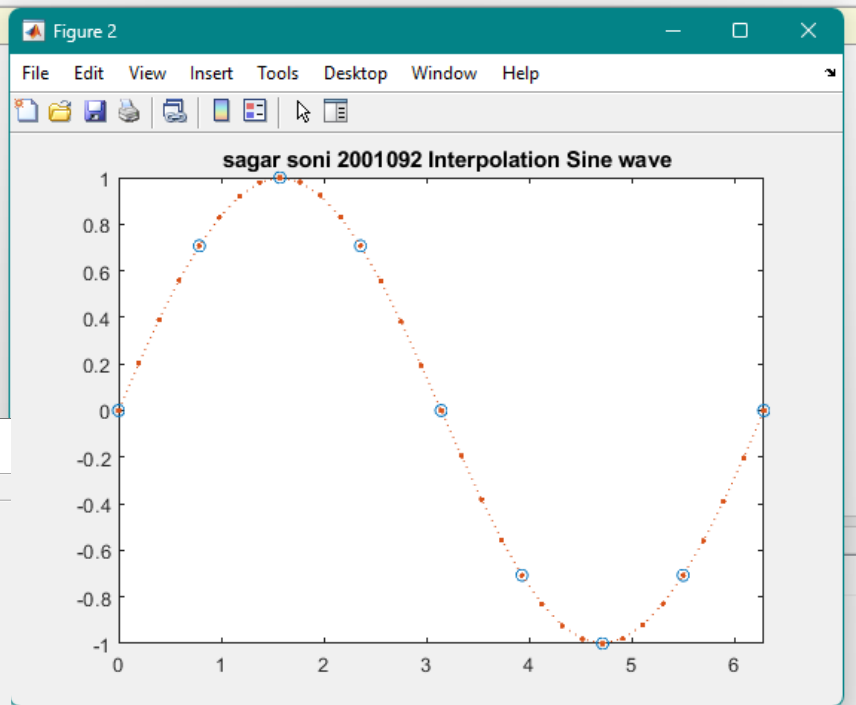 Figure 2
File Edit View Insert Tools Desktop Window Help
sagar soni 2001092 Interpolation Sine wave
1
0.8
0.6
0.4
0.2
0
-0.2
-0.4
-0.6
-0.8
-1
0 1 2 3 4 5 6